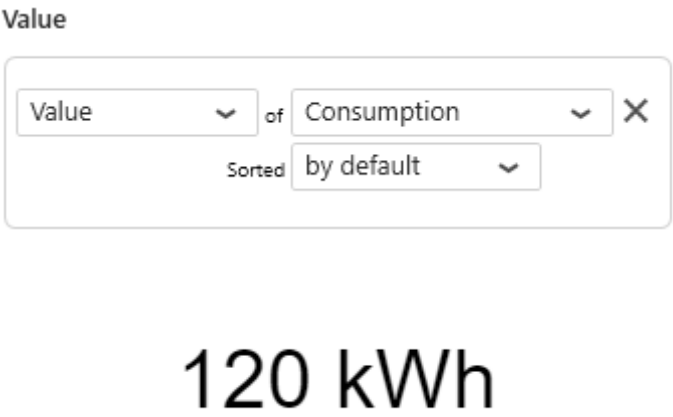 Value
Value of Consumption
Sorted by default
120 kWh